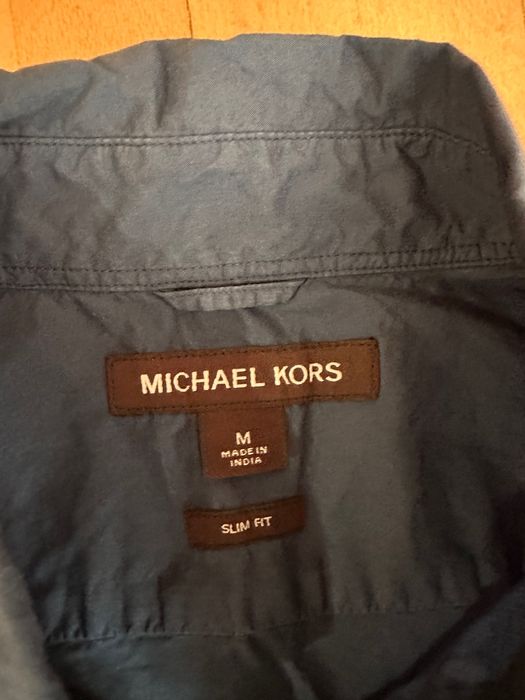 MICHAEL KORS
M
MADE IN
INDIA
SLIM FIT